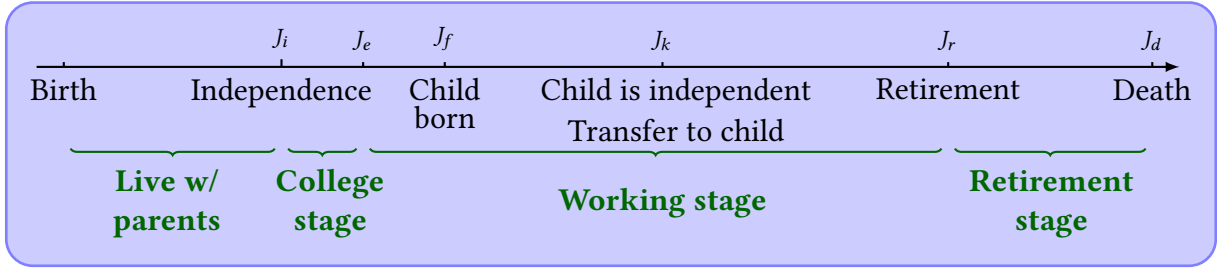 J_i J_e J_f J_k J_r J_d
Birth Independence Child born Child is independent Retirement Death
Transfer to child
Live w/ parents College stage Working stage Retirement stage